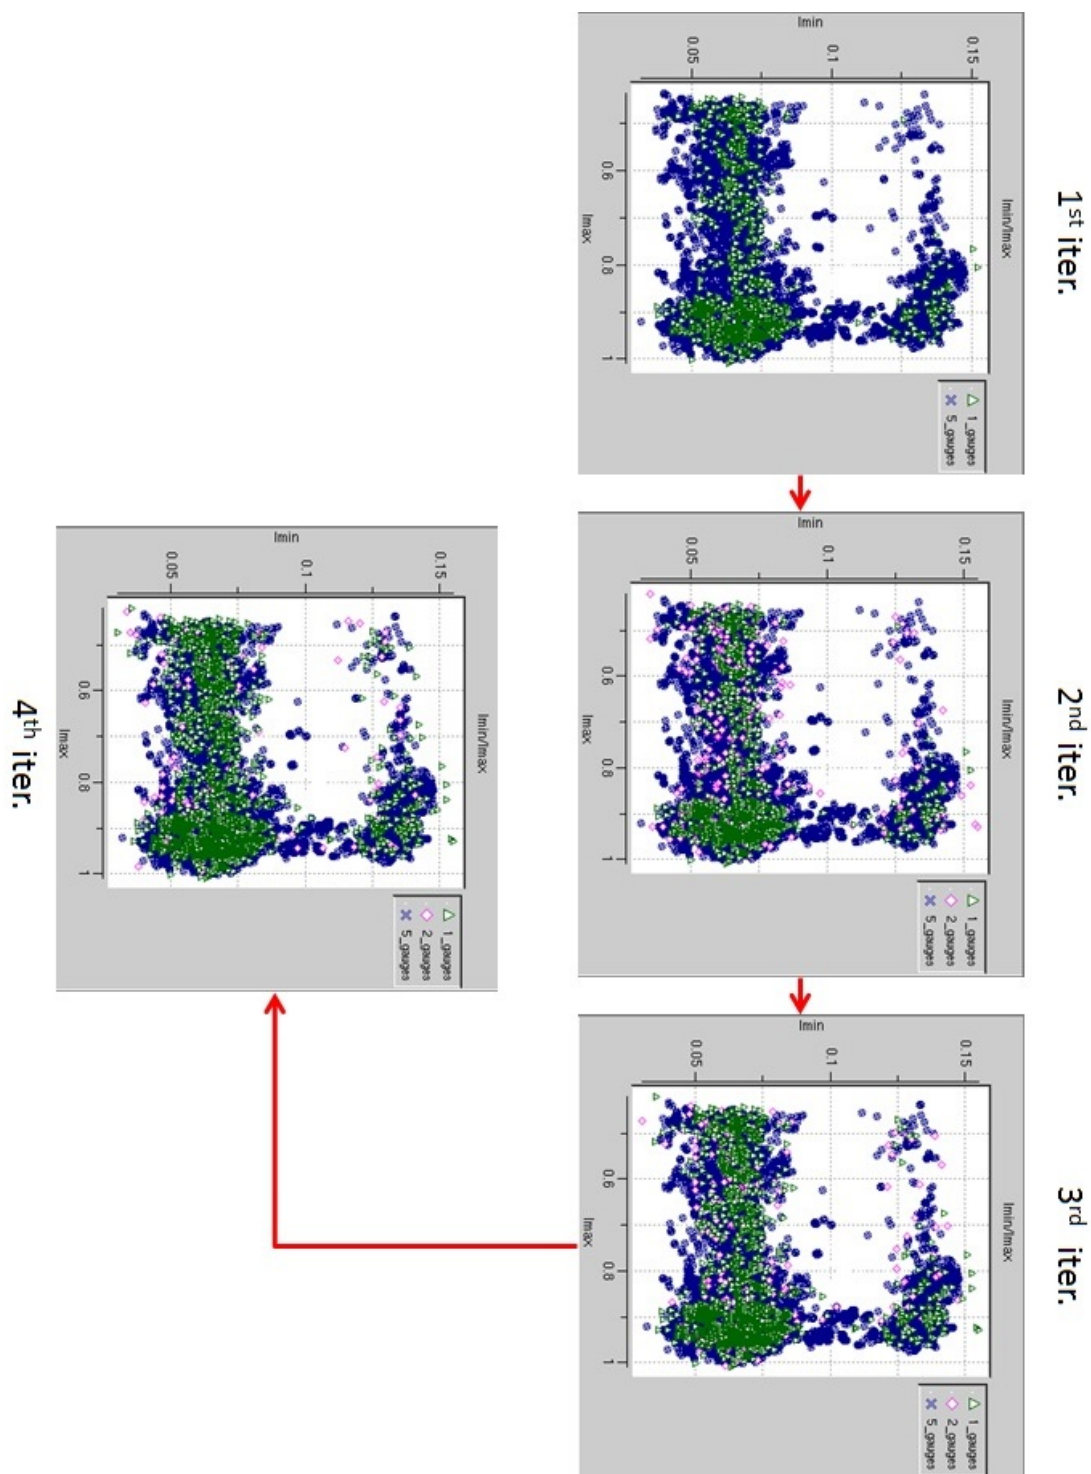 1st iter.
Imin/Imax
Imin
0.15
0.1
0.05
0.6
0.8
1
Imax
1_gauges
5_gauges
2nd iter.
Imin/Imax
Imin
0.15
0.1
0.05
0.6
0.8
1
Imax
1_gauges
2_gauges
5_gauges
3rd iter.
Imin/Imax
Imin
0.15
0.1
0.05
0.6
0.8
1
Imax
1_gauges
2_gauges
5_gauges
Imin/Imax
Imin
0.15
0.1
0.05
0.6
0.8
1
Imax
1_gauges
2_gauges
5_gauges
4th iter.